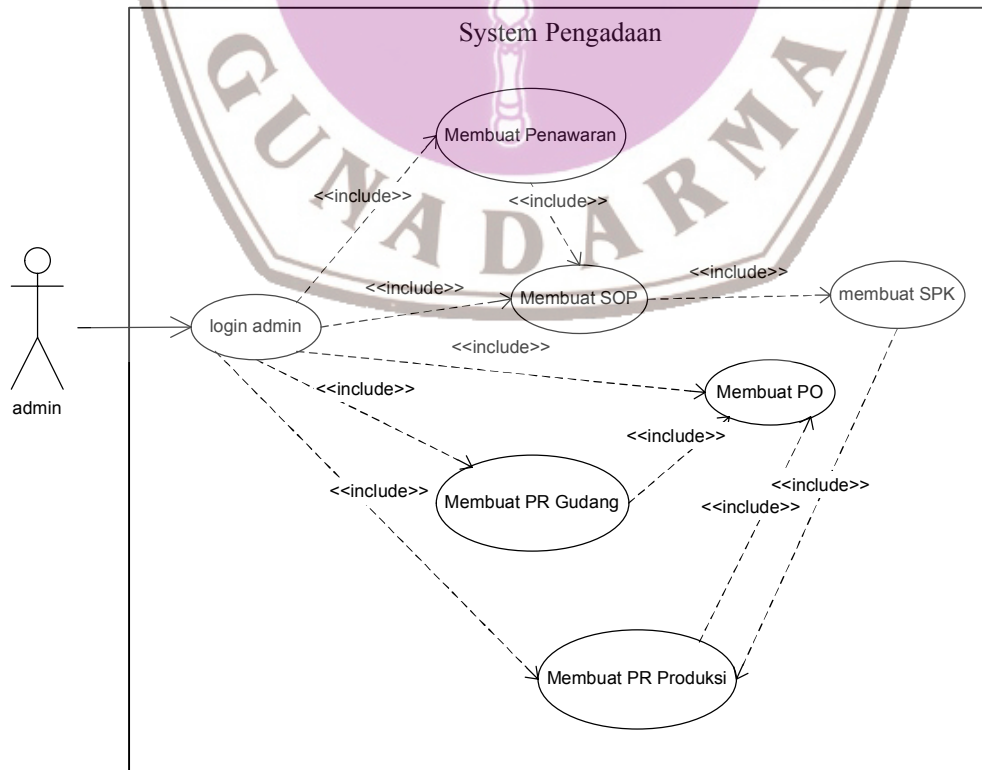 System Pengadaan
GUNADARMA
Membuat Penawaran
<<include>>
<<include>>
<<include>>
<<include>>
Membuat SOP
membuat SPK
login admin
<<include>>
<<include>>
Membuat PO
admin
<<include>>
<<include>>
<<include>>
Membuat PR Gudang
<<include>>
Membuat PR Produksi